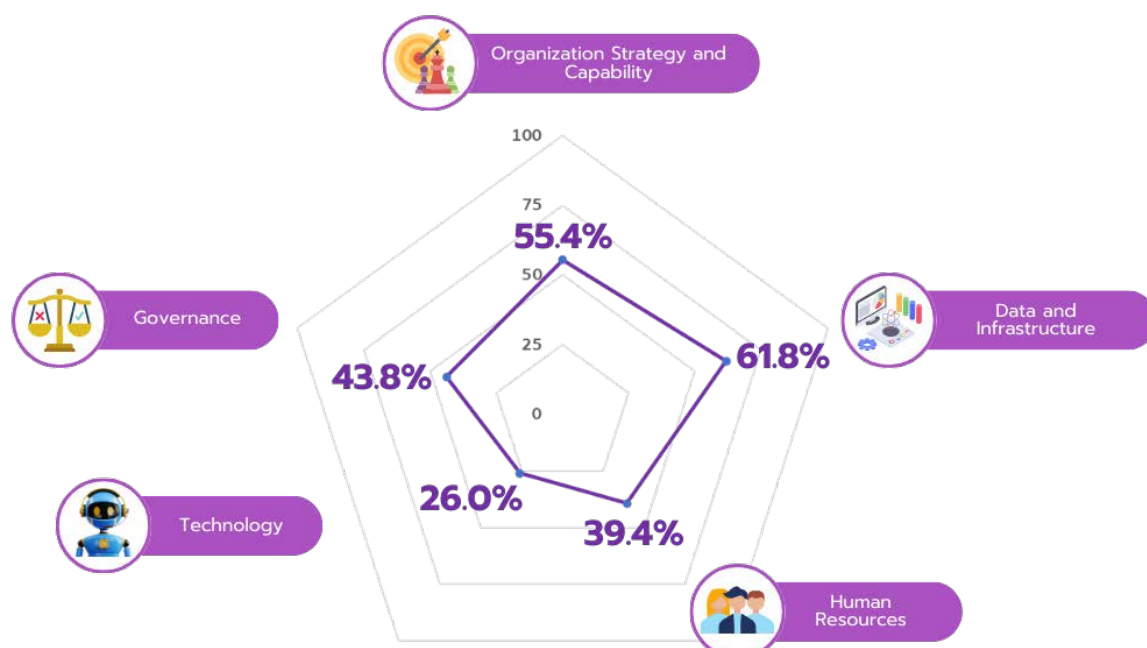 Organization Strategy and
Capability
100
75
55.4%
50
Governance
Data and
Infrastructure
25
61.8%
43.8%
0
26.0%
Technology
39.4%
Human
Resources